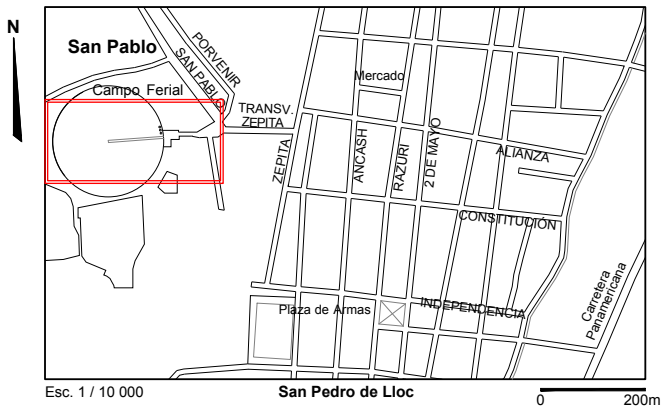 N
San Pablo
PORVENIR
SAN PABLO
Campo Ferial
Mercado
TRANSV.
ZEPITA
ZEPITA
ANCASH
RAZURI
2 DE MAYO
ALIANZA
CONSTITUCIÓN
Plaza de Armas
INDEPENDENCIA
Carretera
Panamericana
Esc. 1 / 10 000
San Pedro de Lloc
0 200m